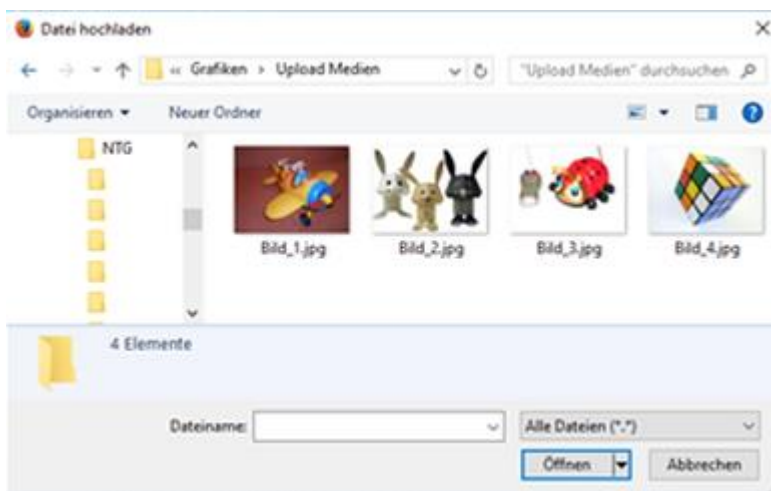 Datei hochladen
« Grafiken > Upload Medien
"Upload Medien" durchsuchen
Organisieren
Neuer Ordner
NTG
Bild_1.jpg
Bild_2.jpg
Bild_3.jpg
Bild_4.jpg
4 Elemente
Dateiname:
Alle Dateien (*.*)
Öffnen
Abbrechen